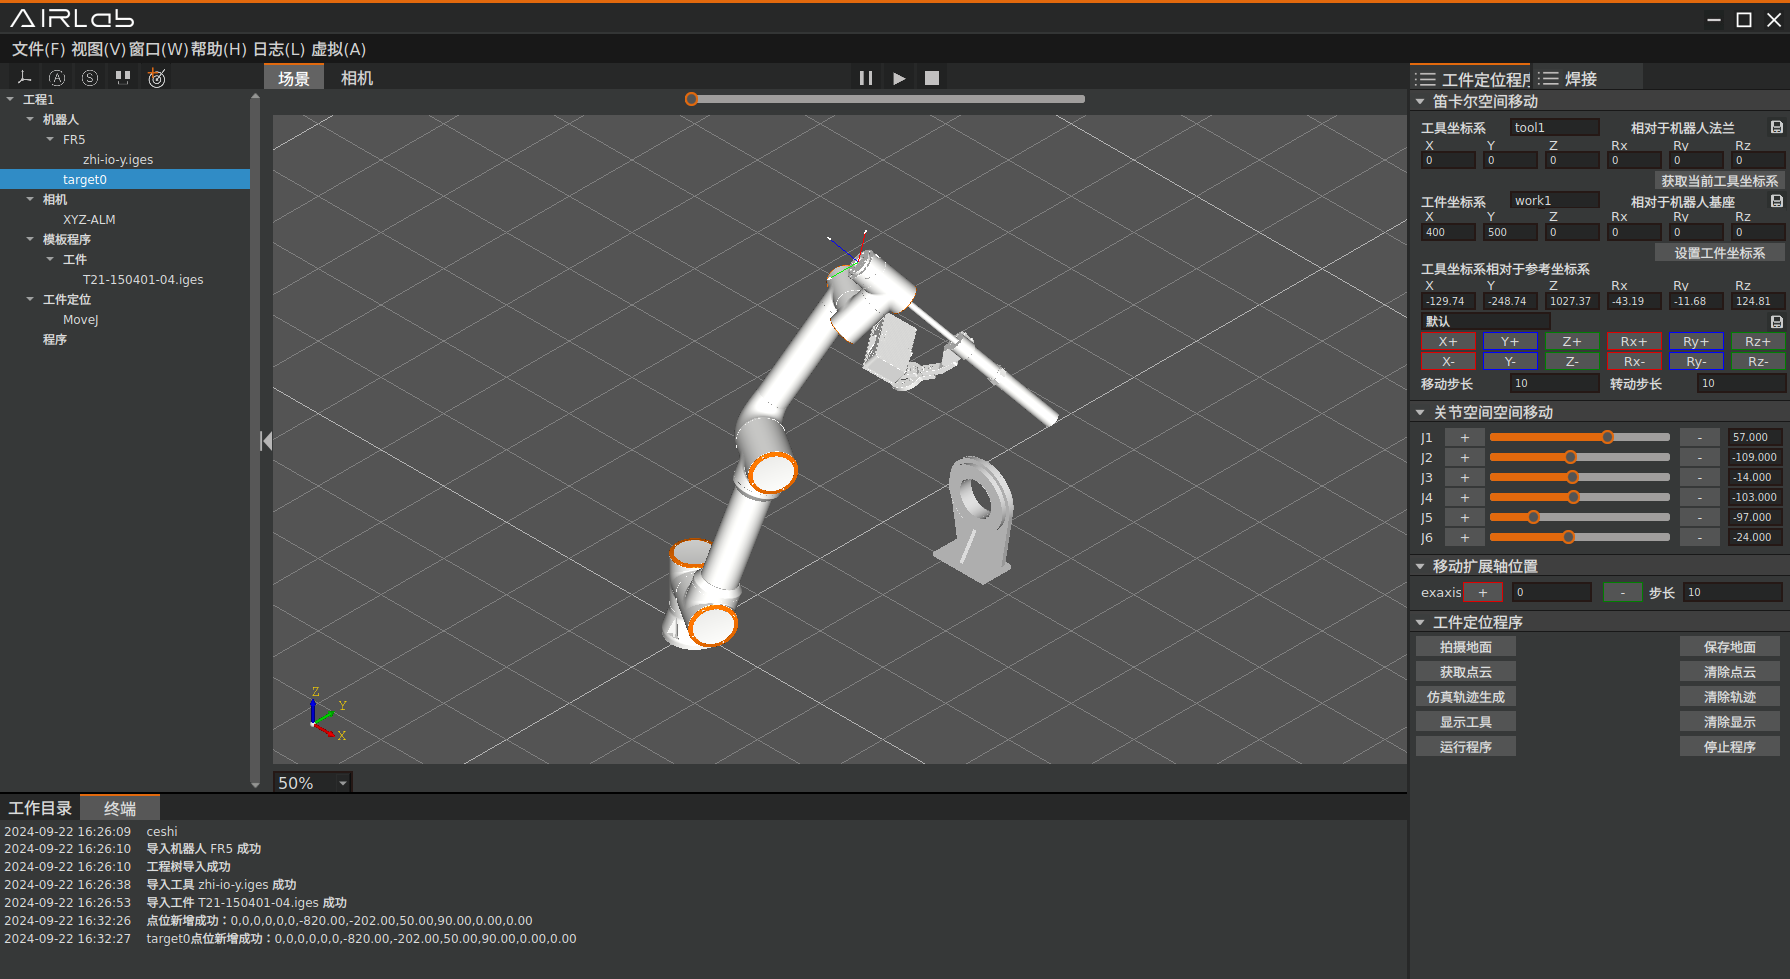 AIRLab
文件(F) 视图(V) 窗口(W) 帮助(H) 日志(L) 虚拟(A)
A S
场景 相机
工程1
机器人
FR5
zhi-io-y.iges
target0
相机
XYZ-ALM
模板程序
工件
T21-150401-04.iges
工件定位
MoveJ
程序
Z
Y
X
50%
工件定位程序 焊接
笛卡尔空间移动
工具坐标系 tool1 相对于机器人法兰
X Y Z Rx Ry Rz
0 0 0 0 0 0
获取当前工具坐标系
工件坐标系 work1 相对于机器人基座
X Y Z Rx Ry Rz
400 500 0 0 0 0
设置工件坐标系
工具坐标系相对于参考坐标系
X Y Z Rx Ry Rz
-129.74 -248.74 1027.37 -43.19 -11.68 124.81
默认
X+ Y+ Z+ Rx+ Ry+ Rz+
X- Y- Z- Rx- Ry- Rz-
移动步长 10 转动步长 10
关节空间空间移动
J1 + - 57.000
J2 + - -109.000
J3 + - -14.000
J4 + - -103.000
J5 + - -97.000
J6 + - -24.000
移动扩展轴位置
exaxis + 0 - 步长 10
工件定位程序
拍摄地面 保存地面
获取点云 清除点云
仿真轨迹生成 清除轨迹
显示工具 清除显示
运行程序 停止程序
工作目录 终端
2024-09-22 16:26:09 ceshi
2024-09-22 16:26:10 导入机器人 FR5 成功
2024-09-22 16:26:10 工程树导入成功
2024-09-22 16:26:38 导入工具 zhi-io-y.iges 成功
2024-09-22 16:26:53 导入工件 T21-150401-04.iges 成功
2024-09-22 16:32:26 点位新增成功：0,0,0,0,0,0,-820.00,-202.00,50.00,90.00,0.00,0.00
2024-09-22 16:32:27 target0点位新增成功：0,0,0,0,0,0,-820.00,-202.00,50.00,90.00,0.00,0.00